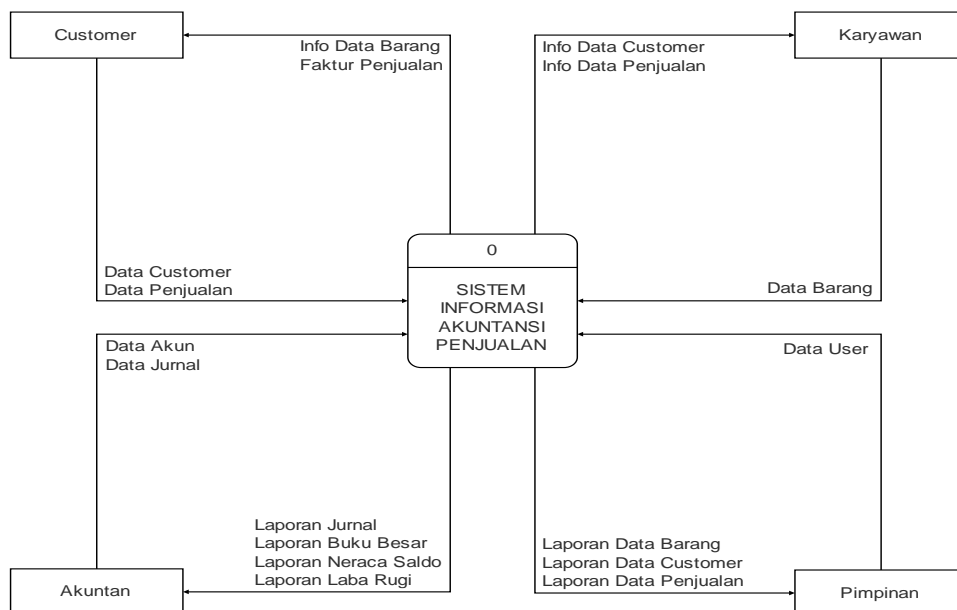 Customer
Info Data Barang
Faktur Penjualan
Info Data Customer
Info Data Penjualan
Karyawan
0
SISTEM
INFORMASI
AKUNTANSI
PENJUALAN
Data Customer
Data Penjualan
Data Barang
Data Akun
Data Jurnal
Data User
Laporan Jurnal
Laporan Buku Besar
Laporan Neraca Saldo
Laporan Laba Rugi
Laporan Data Barang
Laporan Data Customer
Laporan Data Penjualan
Akuntan
Pimpinan